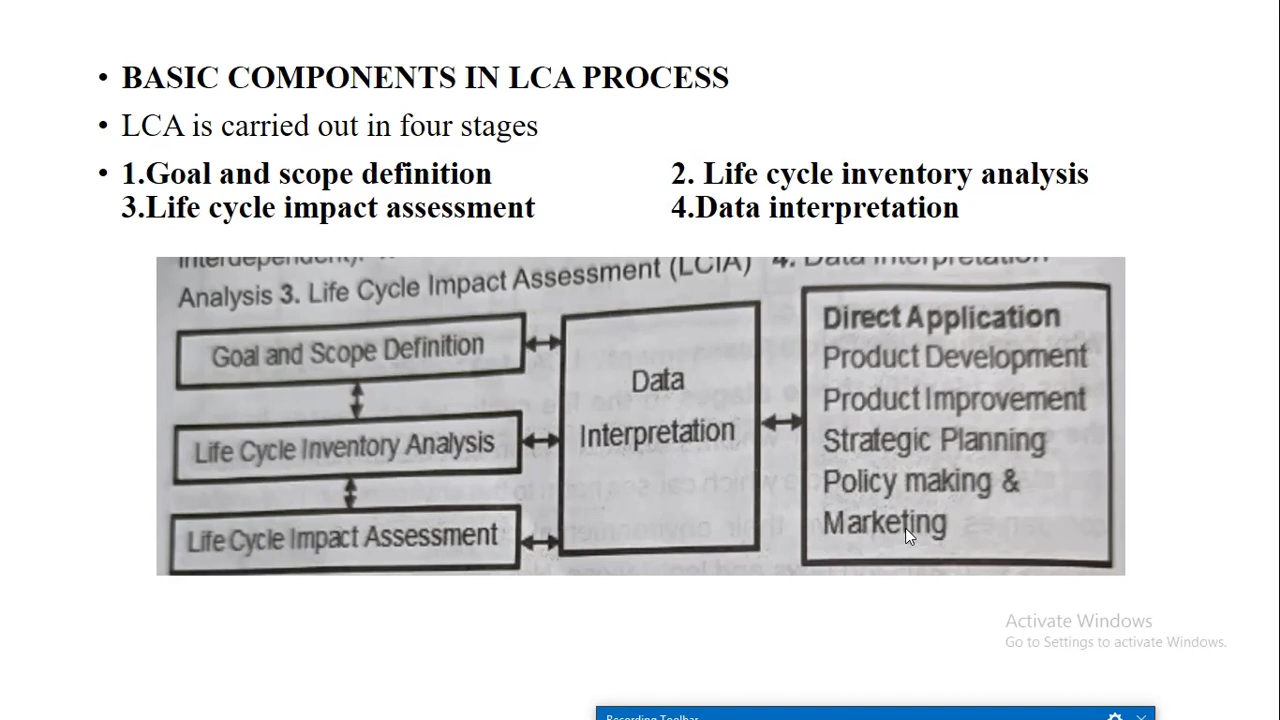 • BASIC COMPONENTS IN LCA PROCESS
• LCA is carried out in four stages
• 1.Goal and scope definition 2. Life cycle inventory analysis
3.Life cycle impact assessment 4.Data interpretation
4. Data Interpretation
Analysis 3. Life Cycle Impact Assessment (LCIA)
Goal and Scope Definition
Life Cycle Inventory Analysis
Life Cycle Impact Assessment
Data
Interpretation
Direct Application
Product Development
Product Improvement
Strategic Planning
Policy making &
Marketing
Activate Windows
Go to Settings to activate Windows.
Recording Toolbar